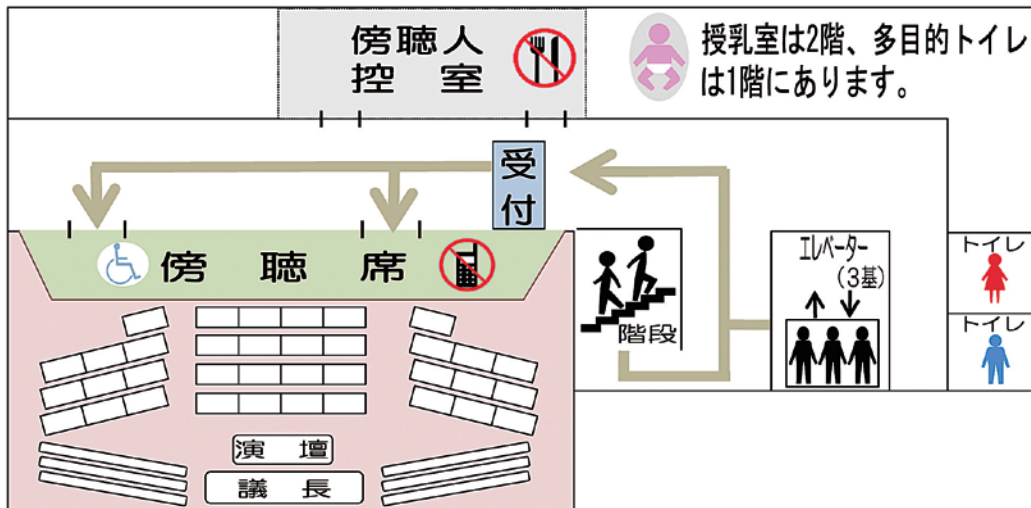 傍聴人
控室
授乳室は2階、多目的トイレ
は1階にあります。
受付
傍聴席
階段
エレベーター
(3基)
トイレ
トイレ
演壇
議長